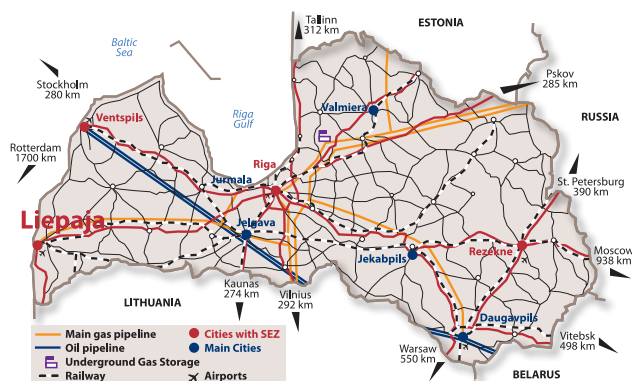 Tallinn
312 km
ESTONIA
Baltic
Sea
Stockholm
280 km
Pskov
285 km
Riga
Gulf
Valmiera
Ventspils
RUSSIA
Rotterdam
1700 km
Jurmala
Riga
St. Petersburg
390 km
Liepaja
Jelgava
Jekabpils
Rezekne
Moscow
938 km
Kaunas
274 km
Vilnius
292 km
LITHUANIA
Daugavpils
Vitebsk
498 km
Warsaw
550 km
BELARUS
Main gas pipeline
Cities with SEZ
Oil pipeline
Main Cities
Underground Gas Storage
Railway
Airports